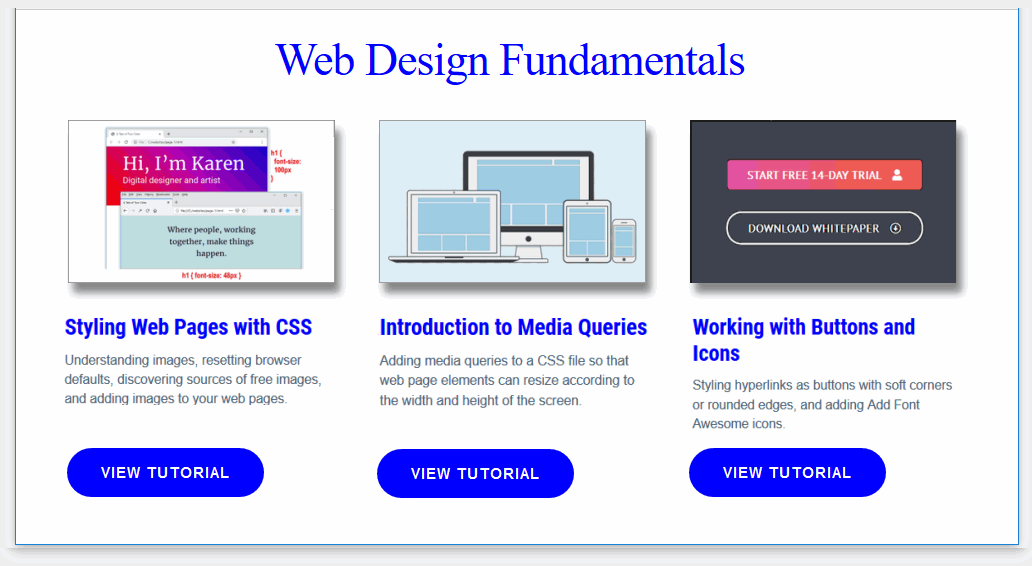 Web Design Fundamentals
Hi, I'm Karen
Digital designer and artist
h1 {
font-size:
100px
}
Where people, working
together, make things
happen.
h1 { font-size: 48px }
START FREE 14-DAY TRIAL
DOWNLOAD WHITEPAPER
Styling Web Pages with CSS
Understanding images, resetting browser
defaults, discovering sources of free images,
and adding images to your web pages.
VIEW TUTORIAL
Introduction to Media Queries
Adding media queries to a CSS file so that
web page elements can resize according to
the width and height of the screen.
VIEW TUTORIAL
Working with Buttons and
Icons
Styling hyperlinks as buttons with soft corners
or rounded edges, and adding Add Font
Awesome icons.
VIEW TUTORIAL